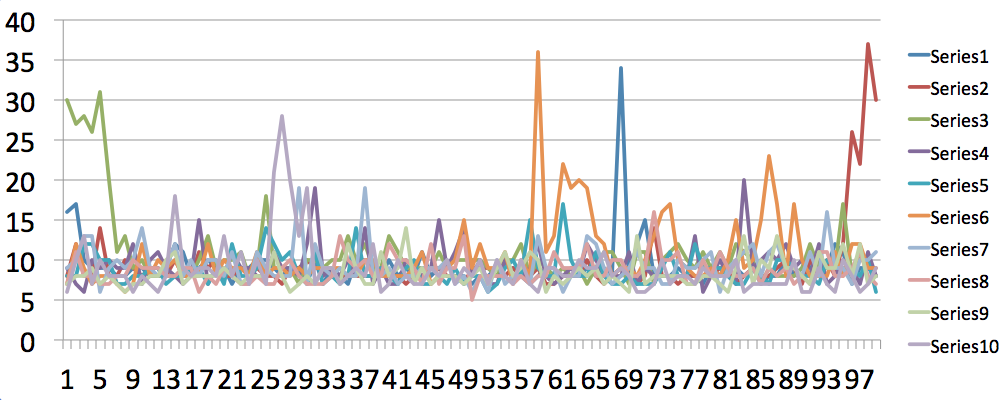 40
35
30
25
20
15
10
5
0
1 5 9 13 17 21 25 29 33 37 41 45 49 53 57 61 65 69 73 77 81 85 89 93 97
Series1
Series2
Series3
Series4
Series5
Series6
Series7
Series8
Series9
Series10